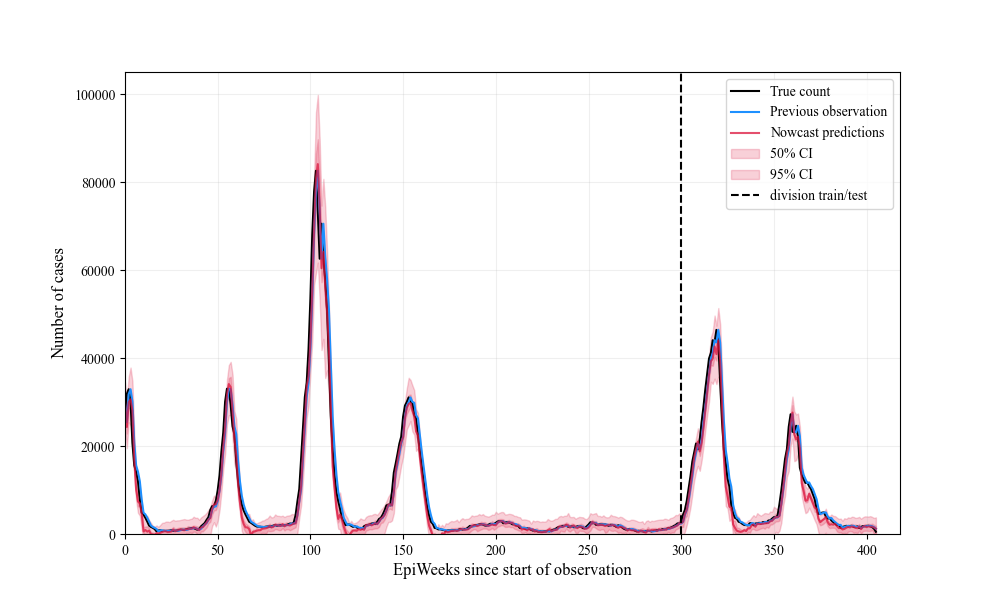 100000
80000
60000
40000
20000
0
Number of cases
True count
Previous observation
Nowcast predictions
50% CI
95% CI
division train/test
0 50 100 150 200 250 300 350 400
EpiWeeks since start of observation